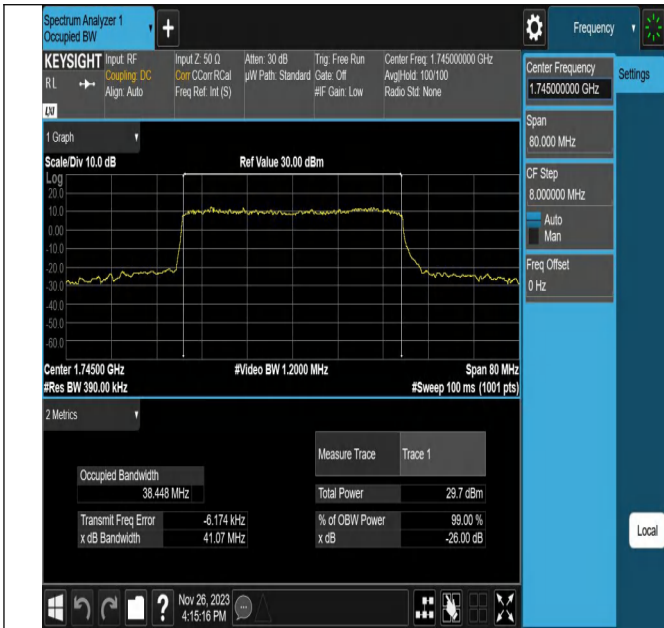 Spectrum Analyzer 1
Occupied BW
Frequency
KEYSIGHT
RL
LXI
Input: RF
Coupling: DC
Align: Auto
Input Z: 50 Ω
Corr CCorr RCal
Freq Ref: Int (S)
Atten: 30 dB
µW Path: Standard
Trig: Free Run
Gate: Off
#IF Gain: Low
Center Freq: 1.745000000 GHz
Avg|Hold: 100/100
Radio Std: None
Center Frequency
1.745000000 GHz
Settings
Span
80.000 MHz
CF Step
8.000000 MHz
Auto
Man
Freq Offset
0 Hz
1 Graph
Scale/Div 10.0 dB
Ref Value 30.00 dBm
Log
20.0
10.0
0.00
-10.0
-20.0
-30.0
-40.0
-50.0
-60.0
Center 1.74500 GHz
#Video BW 1.2000 MHz
Span 80 MHz
#Res BW 390.00 kHz
#Sweep 100 ms (1001 pts)
2 Metrics
Measure Trace Trace 1
Occupied Bandwidth
38.448 MHz
Total Power 29.7 dBm
Transmit Freq Error -6.174 kHz
% of OBW Power 99.00 %
x dB Bandwidth 41.07 MHz
x dB -26.00 dB
Local
?
Nov 26, 2023
4:15:16 PM